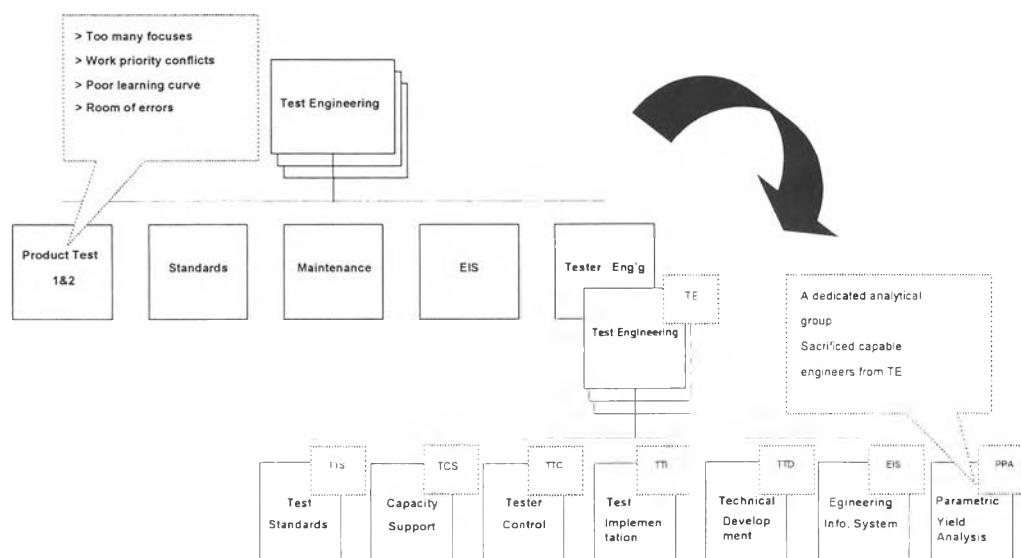 > Too many focuses
> Work priority conflicts
> Poor learning curve
> Room of errors
Test Engineering
Product Test
1&2
Standards
Maintenance
EIS
Tester Eng'g
TE
Test Engineering
A dedicated analytical
group
Sacrificed capable
engineers from TE
TTS
Test
Standards
TCS
Capacity
Support
TTC
Tester
Control
TTI
Test
Implemen
tation
TTD
Technical
Develop
ment
EIS
Egineering
Info. System
PPA
Parametric
Yield
Analysis